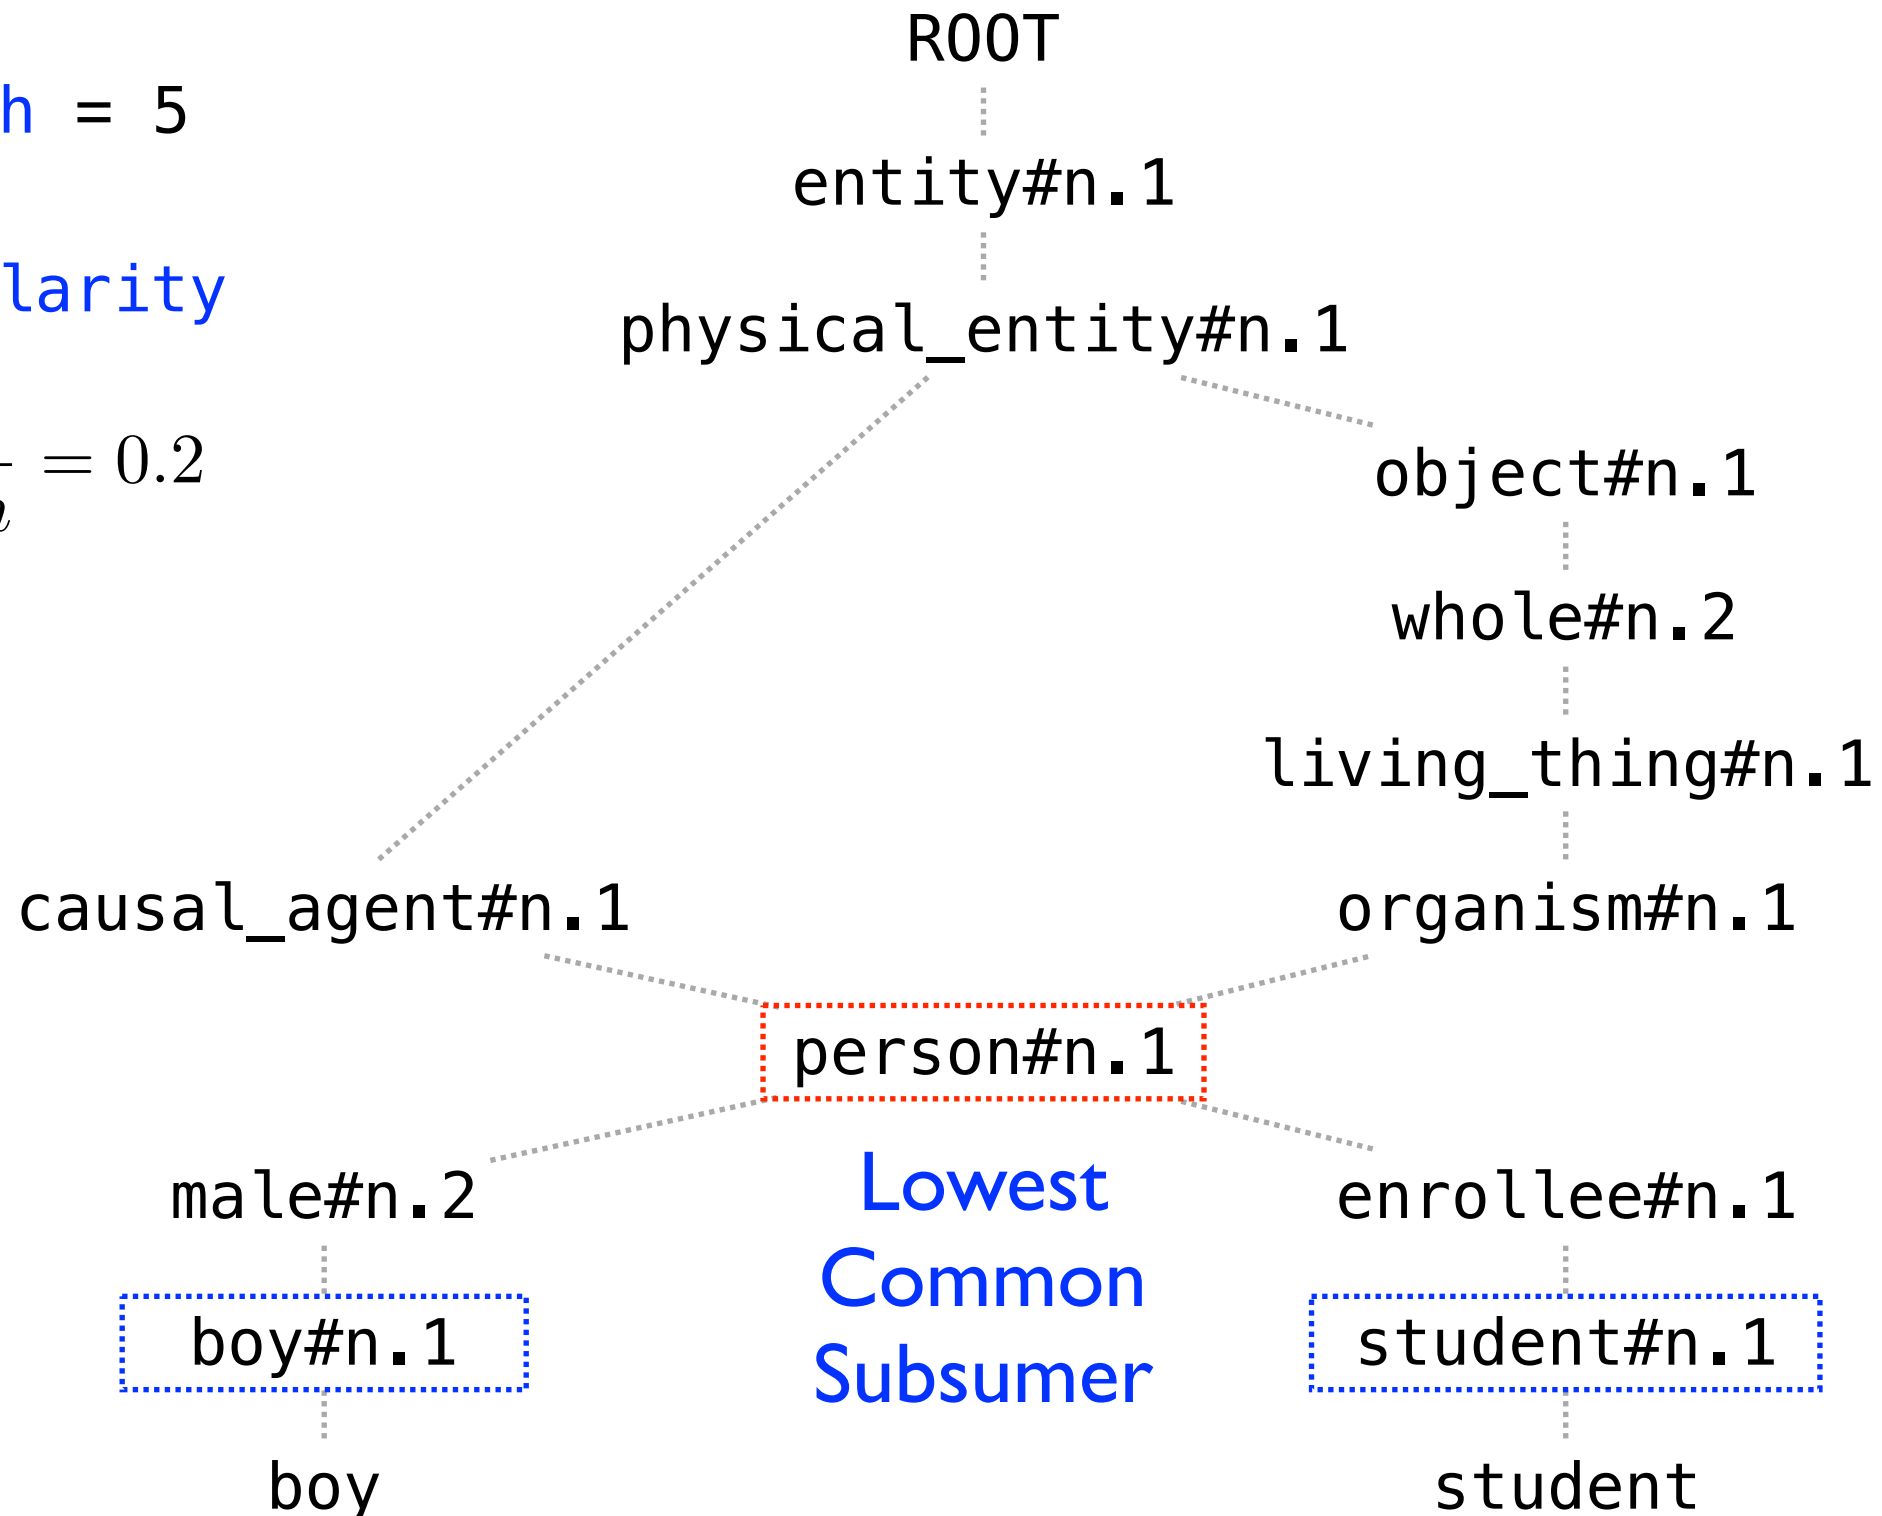 ROOT
h = 5
entity#n.1
larity
physical_entity#n.1
= 0.2
object#n.1
whole#n.2
living_thing#n.1
causal_agent#n.1
organism#n.1
person#n.1
male#n.2
enrollee#n.1
Lowest
Common
Subsumer
boy#n.1
student#n.1
boy
student